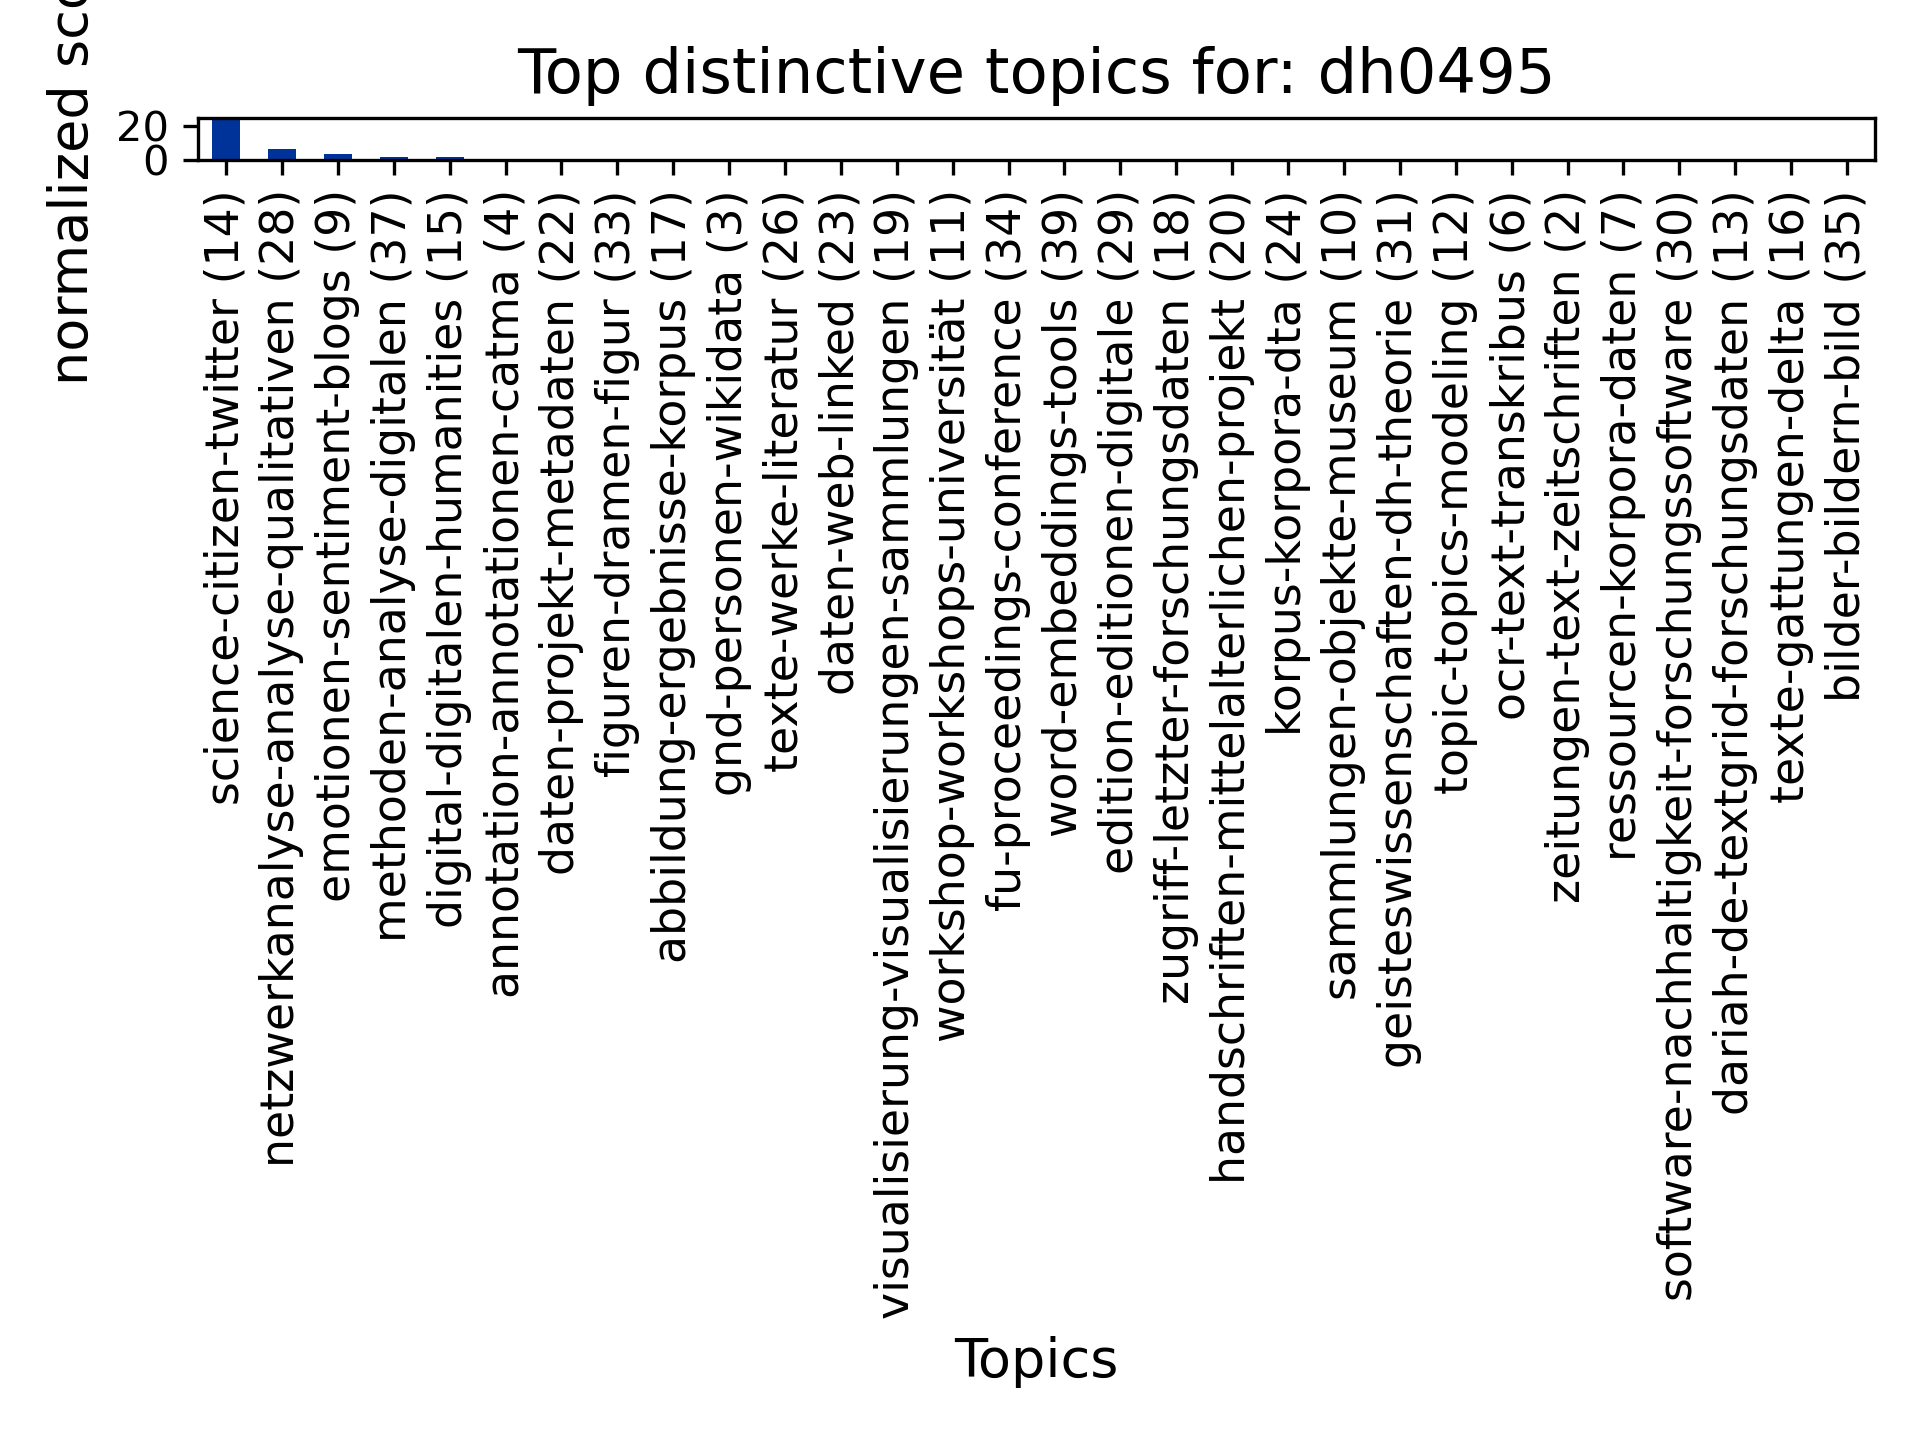 Top distinctive topics for: dh0495
normalized
20
0
science-citizen-twitter (14)
netzwerkanalyse-analyse-qualitativen (28)
emotionen-sentiment-blogs (9)
methoden-analyse-digitalen (37)
digital-digitalen-humanities (15)
annotation-annotationen-catma (4)
daten-projekt-metadaten (22)
figuren-dramen-figur (33)
abbildung-ergebnisse-korpus (17)
gnd-personen-wikidata (3)
texte-werke-literatur (26)
daten-web-linked (23)
visualisierung-visualisierungen-sammlungen (19)
workshop-workshops-universität (11)
fu-proceedings-conference (34)
word-embeddings-tools (39)
edition-editionen-digitale (29)
zugriff-letzter-forschungsdaten (18)
handschriften-mittelalterlichen-projekt (20)
korpus-korpora-dta (24)
sammlungen-objekte-museum (10)
geisteswissenschaften-dh-theorie (31)
topic-topics-modeling (12)
ocr-text-transkribus (6)
zeitungen-text-zeitschriften (2)
ressourcen-korpora-daten (7)
software-nachhaltigkeit-forschungssoftware (30)
dariah-de-textgrid-forschungsdaten (13)
texte-gattungen-delta (16)
bilder-bildern-bild (35)
Topics